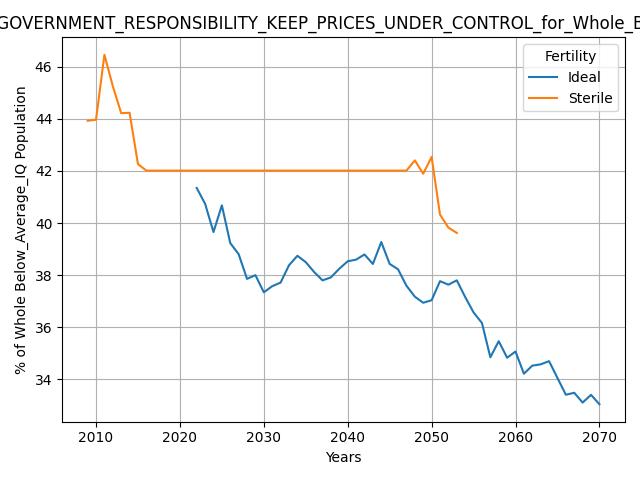 GOVERNMENT_RESPONSIBILITY_KEEP_PRICES_UNDER_CONTROL_for_Whole_B
Fertility
Ideal
Sterile
46
44
42
40
38
36
34
% of Whole Below_Average_IQ Population
2010 2020 2030 2040 2050 2060 2070
Years